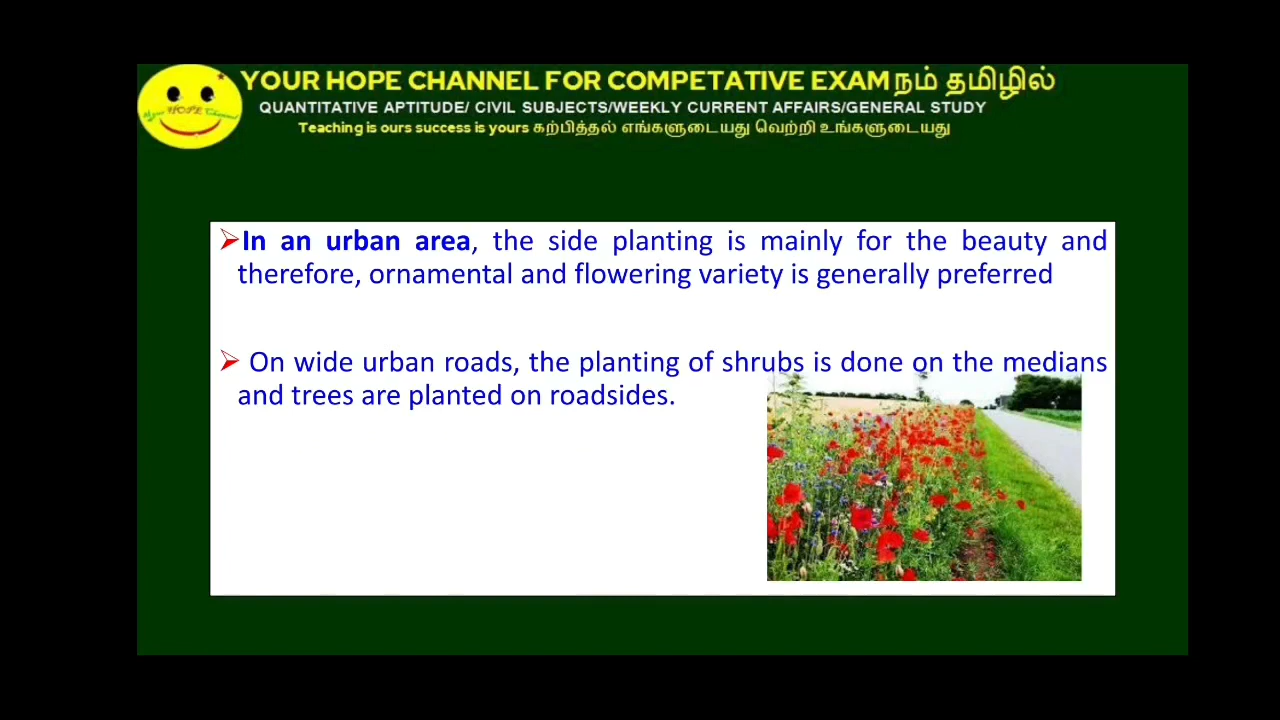 YOUR HOPE CHANNEL FOR COMPETATIVE EXAM நம் தமிழில்
QUANTITATIVE APTITUDE/ CIVIL SUBJECTS/WEEKLY CURRENT AFFAIRS/GENERAL STUDY
Teaching is ours success is yours கற்பித்தல் எங்களுடையது வெற்றி உங்களுடையது
Your HOPE Channel
In an urban area, the side planting is mainly for the beauty and
therefore, ornamental and flowering variety is generally preferred
On wide urban roads, the planting of shrubs is done on the medians
and trees are planted on roadsides.